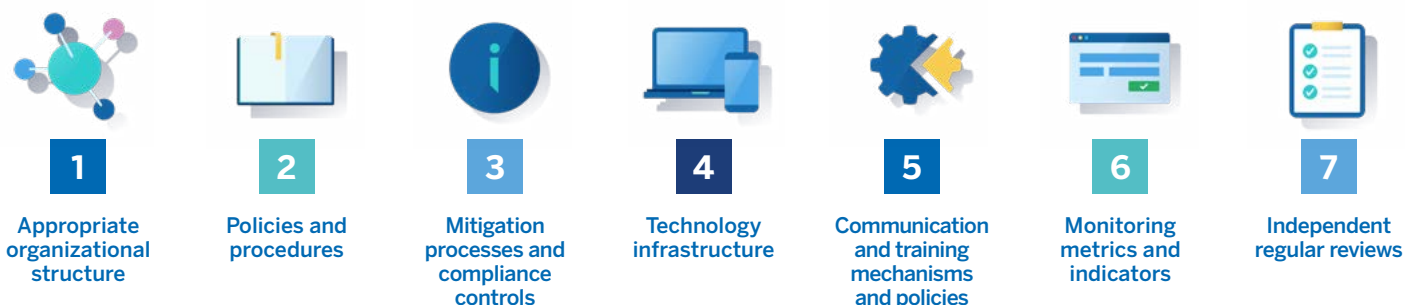 1
Appropriate
organizational
structure
2
Policies and
procedures
3
Mitigation
processes and
compliance
controls
4
Technology
infrastructure
5
Communication
and training
mechanisms
and policies
6
Monitoring
metrics and
indicators
7
Independent
regular reviews